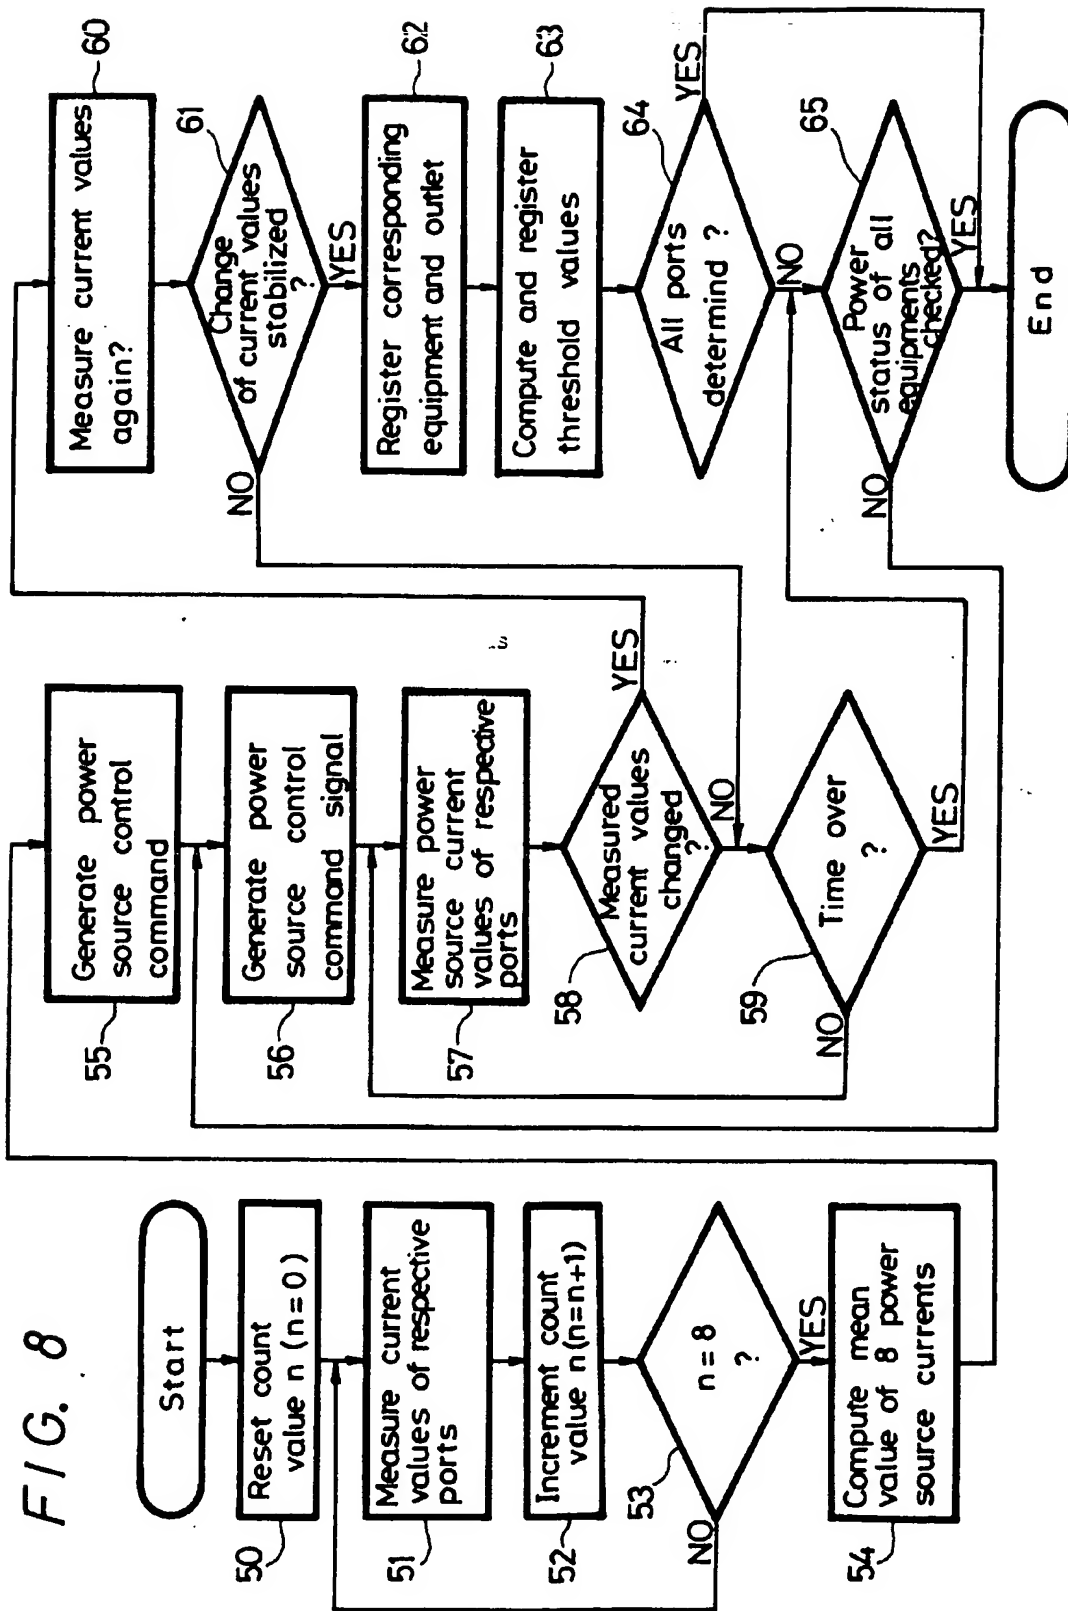 FIG. 8
Start
Reset count
value n (n=0)
50
Measure current
values of respective
ports
51
Increment count
value n(n=n+1)
52
n=8
?
53
NO
YES
Compute mean
value of 8 power
source currents
54
Generate power
source control
command
55
Generate power
source control
command signal
56
Measure power
source current
values of respective
ports
57
Measured
current values
changed
?
58
YES
NO
Time over
?
59
NO
YES
Measure current values
again?
60
Change
of current values
stabilized
?
61
NO
YES
Register corresponding
equipment and outlet
62
Compute and register
threshold values
63
All ports
determind ?
64
YES
NO
Power
status of all
equipments
checked?
65
NO
YES
End